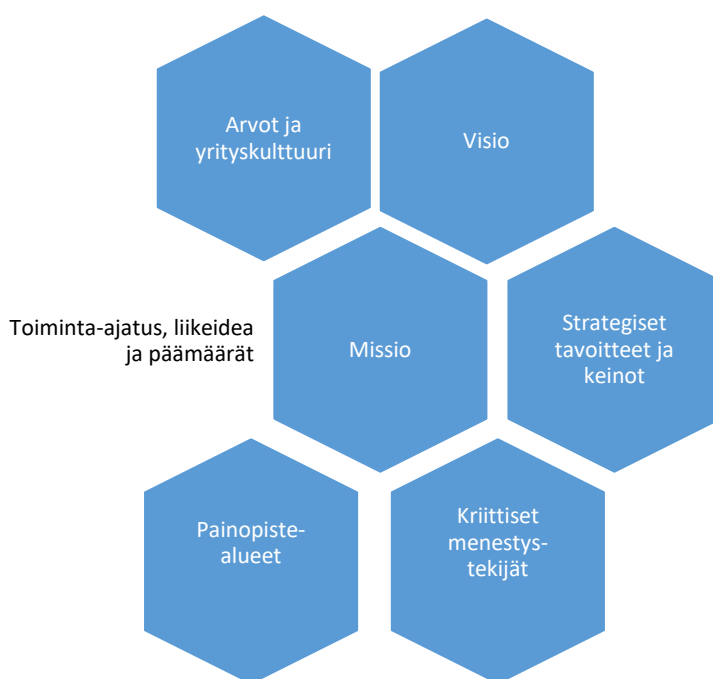 Arvot ja
yrityskulttuuri
Visio
Toiminta-ajatus, liikeidea
ja päämäärät
Missio
Strategiset
tavoitteet ja
keinot
Painopiste-
alueet
Kriittiset
menestys-
tekijät